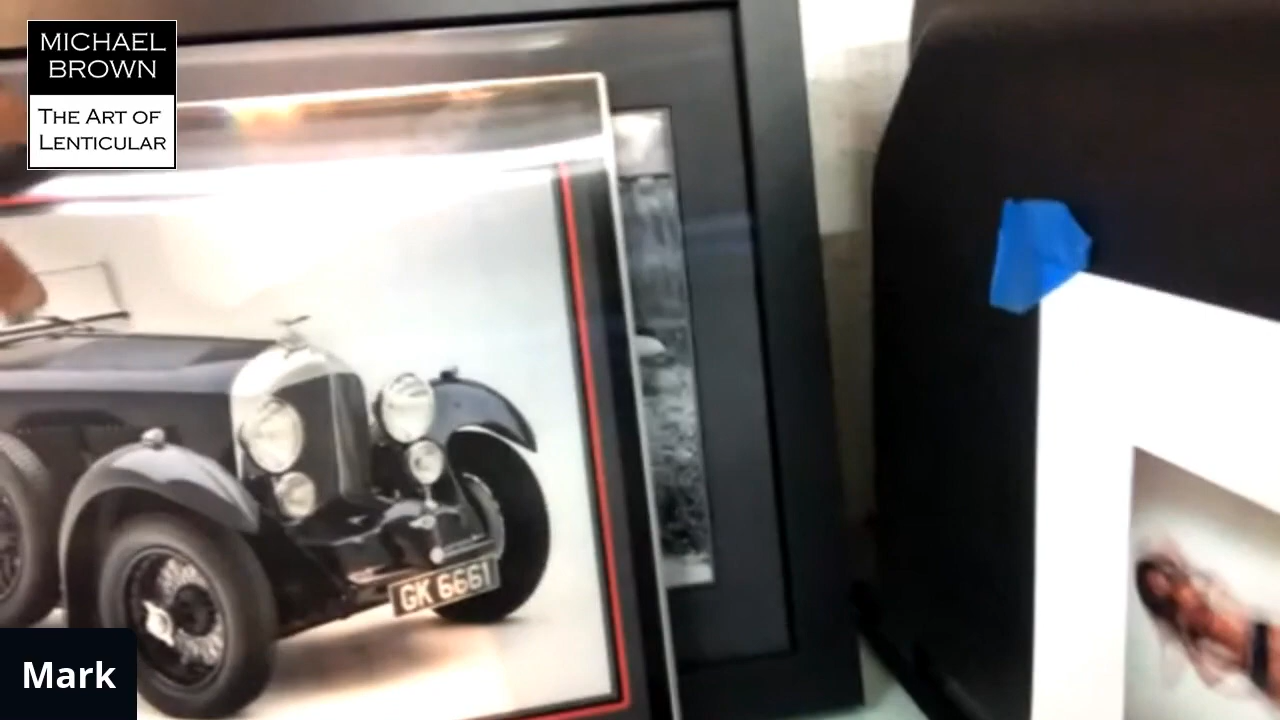 MICHAEL
BROWN
THE ART OF
LENTICULAR
GK 6661
Mark